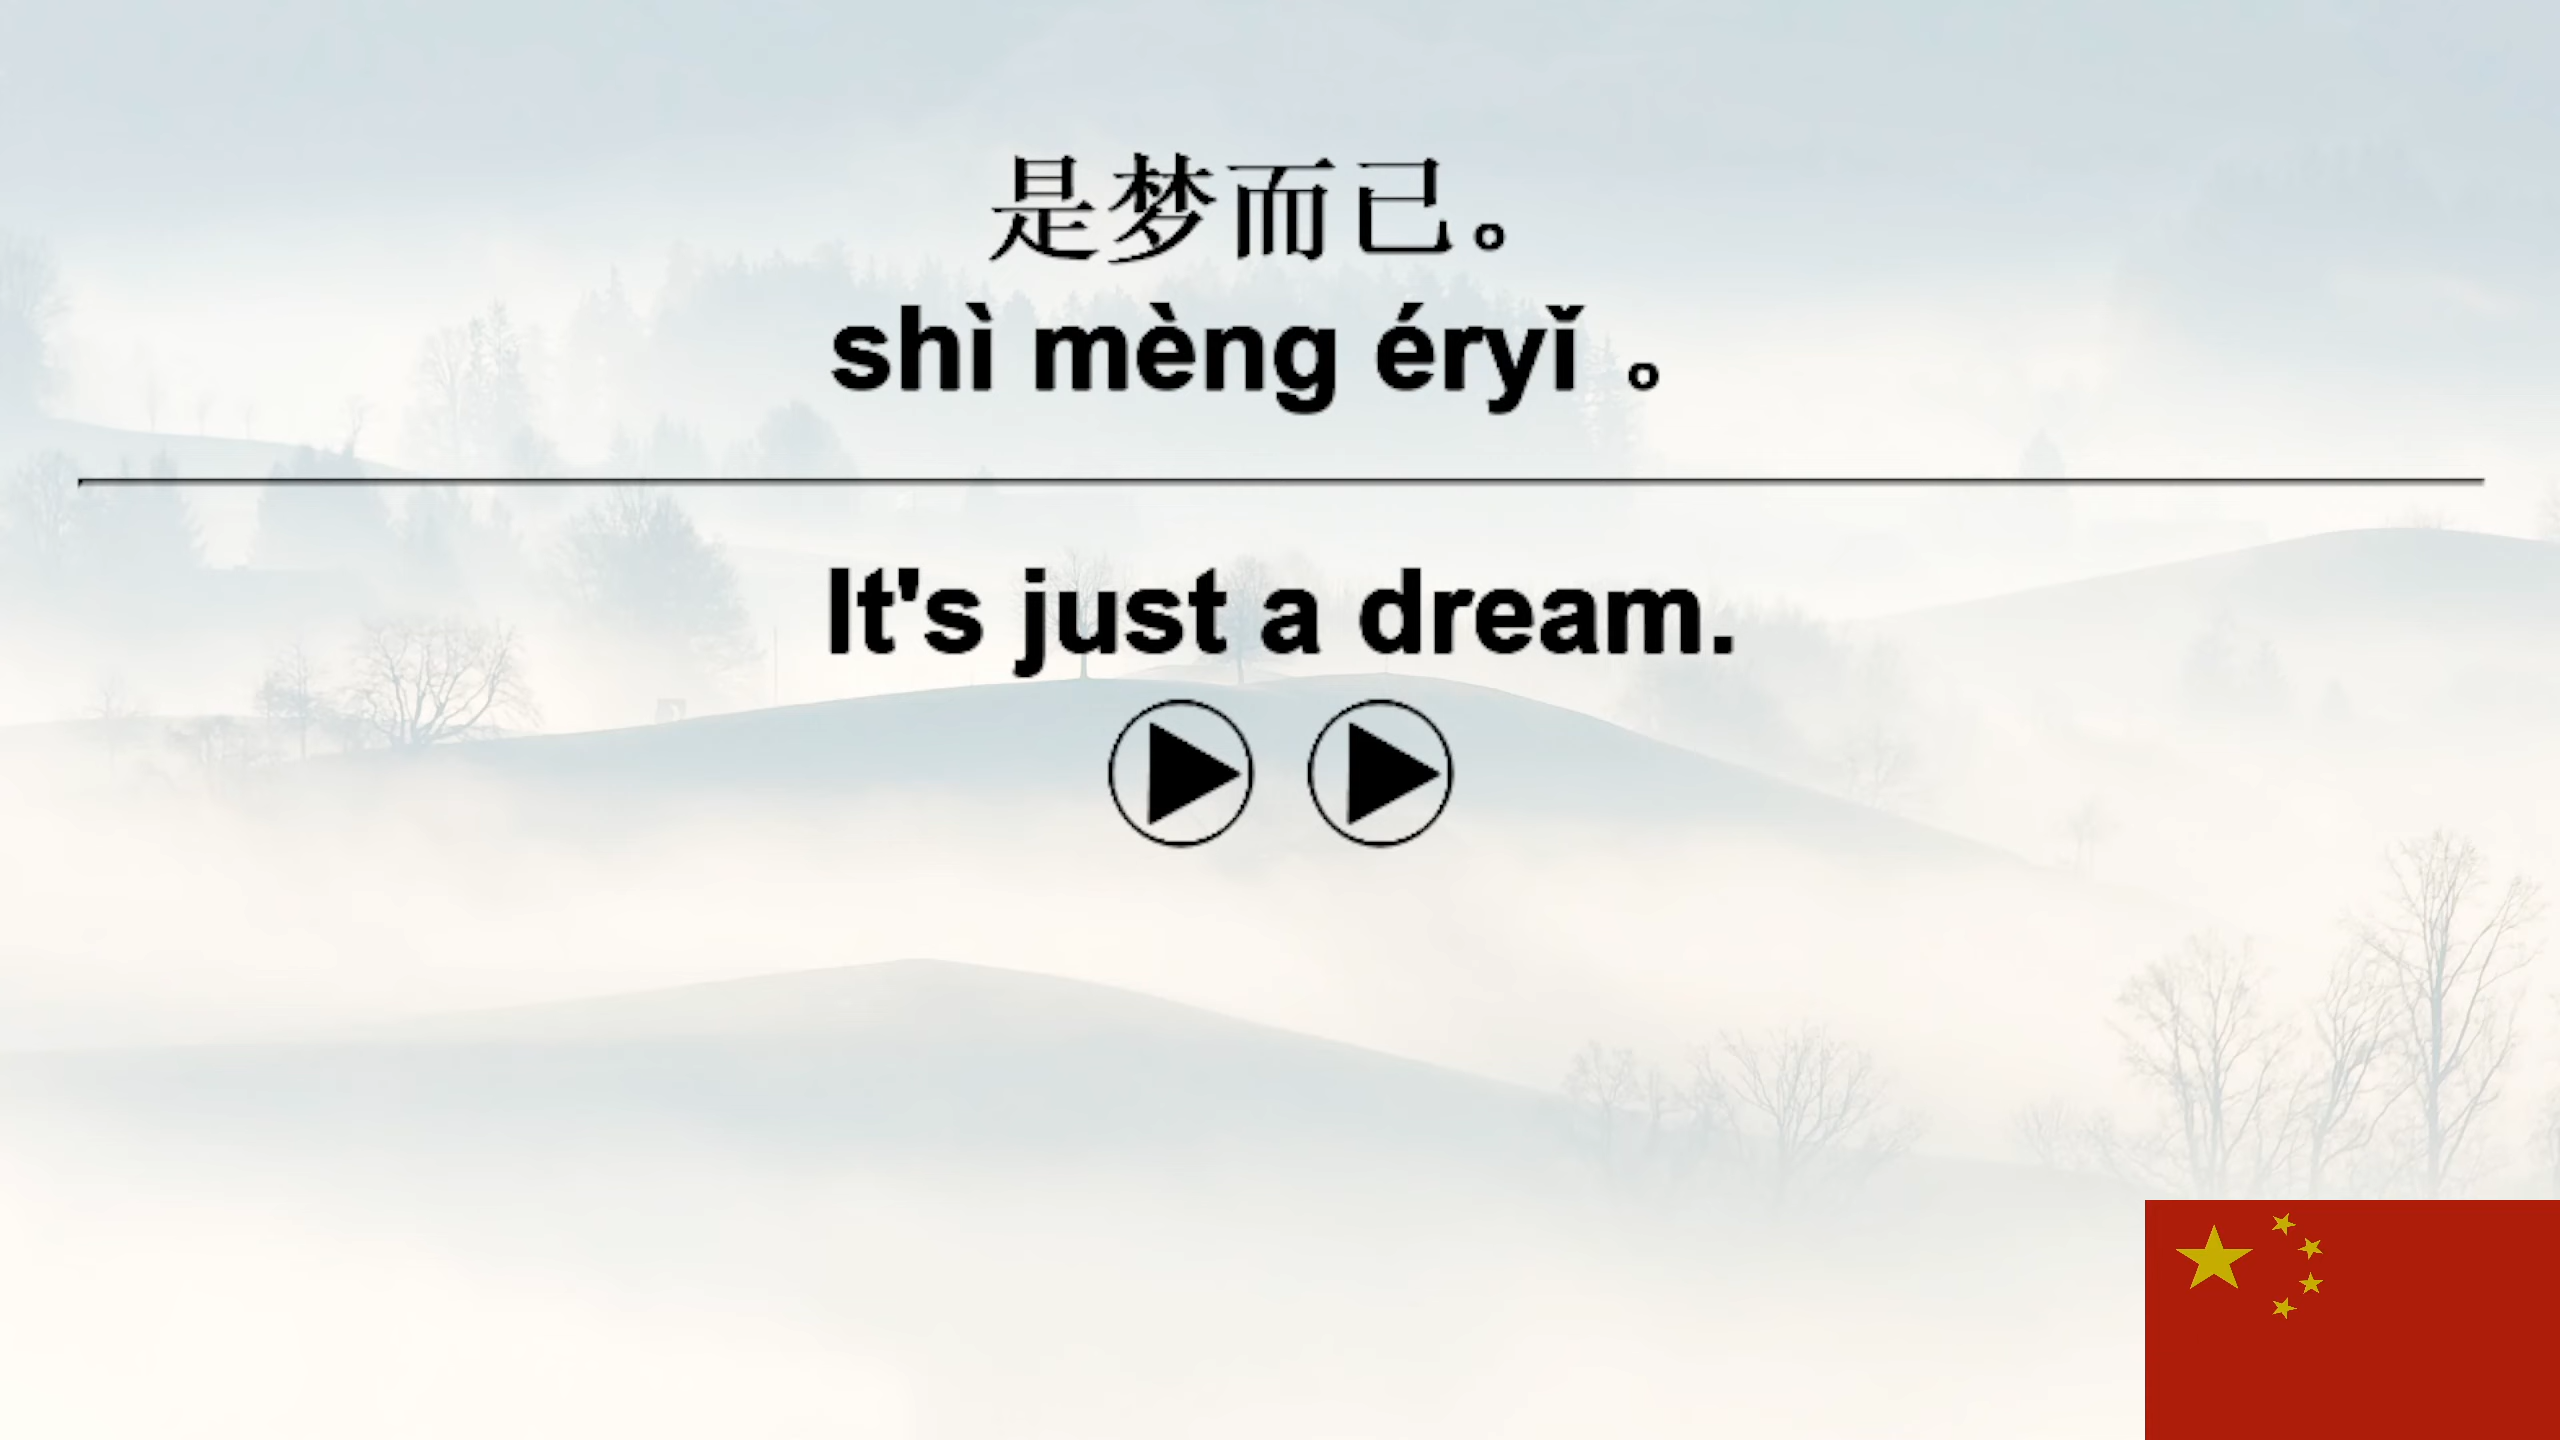 是梦而已。
shì mèng éryǐ 。
It's just a dream.